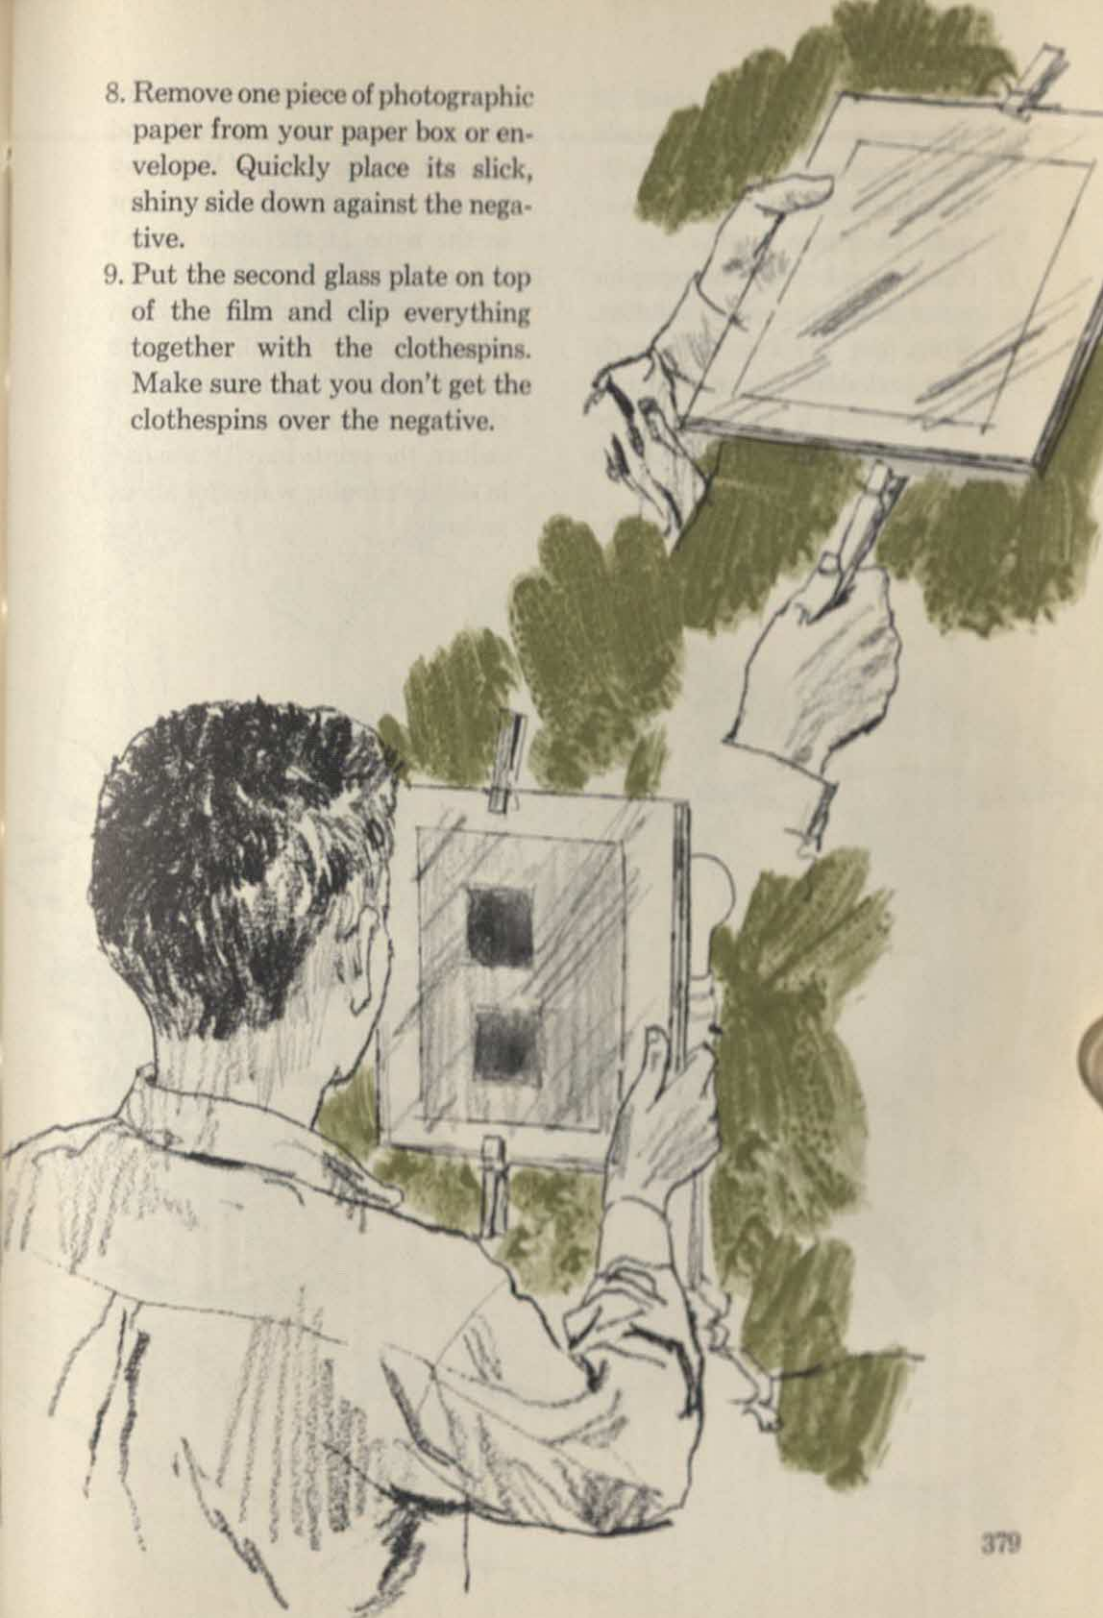 8. Remove one piece of photographic
paper from your paper box or en-
velope. Quickly place its slick,
shiny side down against the nega-
tive.
9. Put the second glass plate on top
of the film and clip everything
together with the clothespins.
Make sure that you don't get the
clothespins over the negative.
379